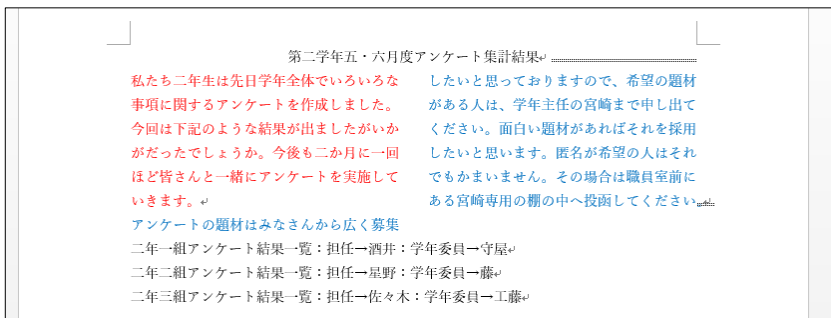 第二学年五・六月度アンケート集計結果
私たち二年生は先日学年全体でいろいろな
事項に関するアンケートを作成しました。
今回は下記のような結果が出ましたがいか
がだったでしょうか。今後も二か月に一回
ほど皆さんと一緒にアンケートを実施して
いきます。
アンケートの題材はみなさんから広く募集
したいと思っておりますので、希望の題材
がある人は、学年主任の宮崎まで申し出て
ください。面白い題材があればそれを採用
したいと思います。匿名が希望の人はそれ
でもかまいません。その場合は職員室前に
ある宮崎専用の棚の中へ投函してください
二年一組アンケート結果一覧：担任→酒井：学年委員→守屋
二年二組アンケート結果一覧：担任→星野：学年委員→藤
二年三組アンケート結果一覧：担任→佐々木：学年委員→工藤